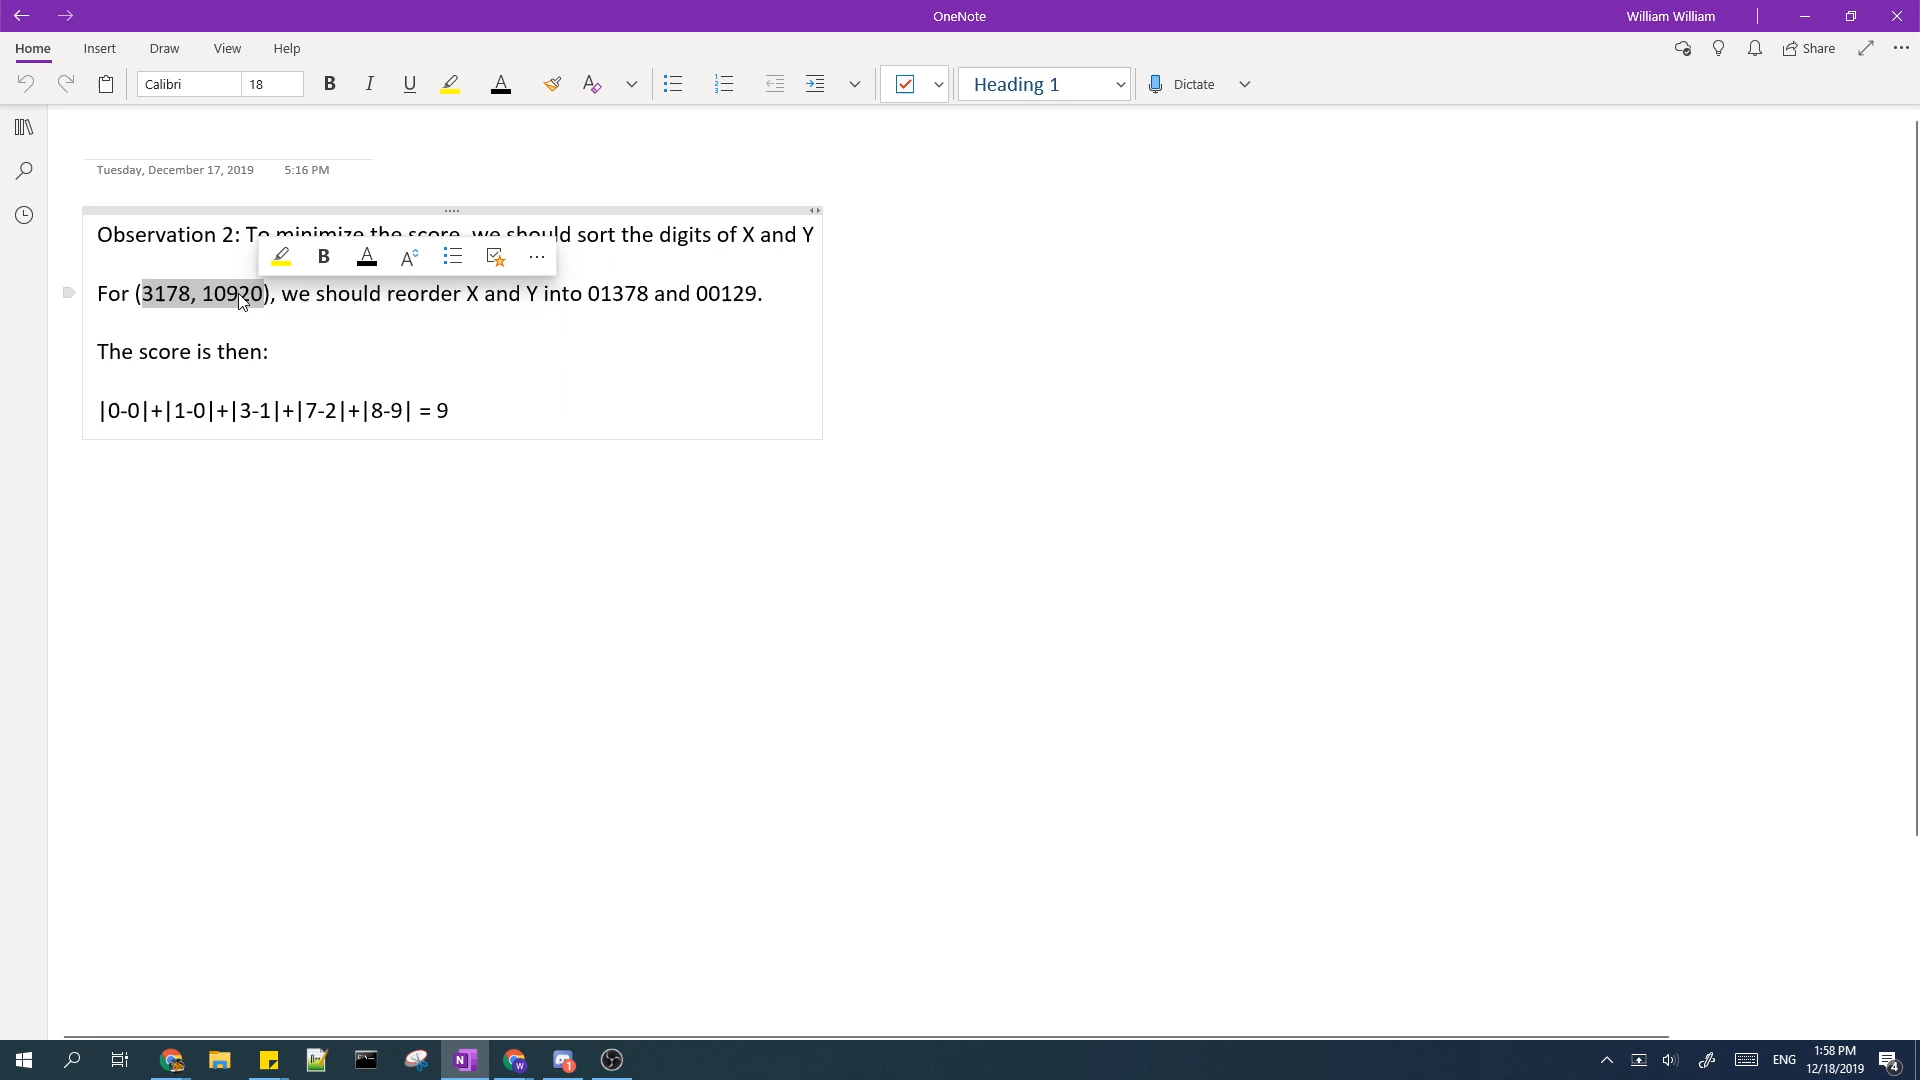 OneNote
William William
Home Insert Draw View Help
Share
Calibri 18 B I U A A Heading 1 Dictate
Tuesday, December 17, 2019 5:16 PM
Observation 2: To minimize the score, we should sort the digits of X and Y
B A A
For (3178, 10920), we should reorder X and Y into 01378 and 00129.
The score is then:
|0-0|+|1-0|+|3-1|+|7-2|+|8-9| = 9
ENG
1:58 PM
12/18/2019
4